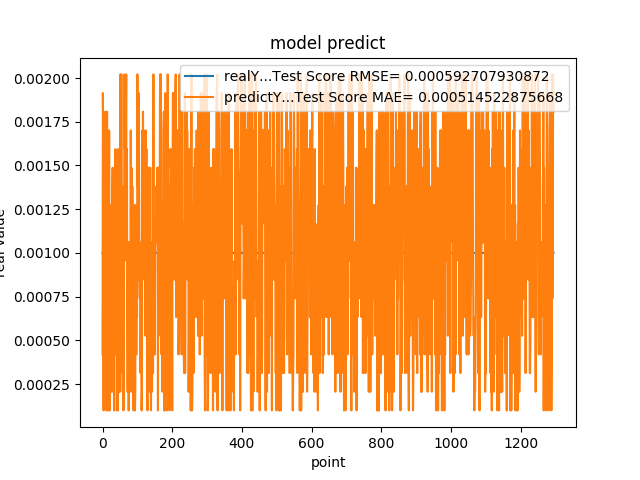 model predict
realY...Test Score RMSE= 0.000592707930872
predictY...Test Score MAE= 0.000514522875668
0.00200
0.00175
0.00150
0.00125
0.00100
0.00075
0.00050
0.00025
real value
0 200 400 600 800 1000 1200
point